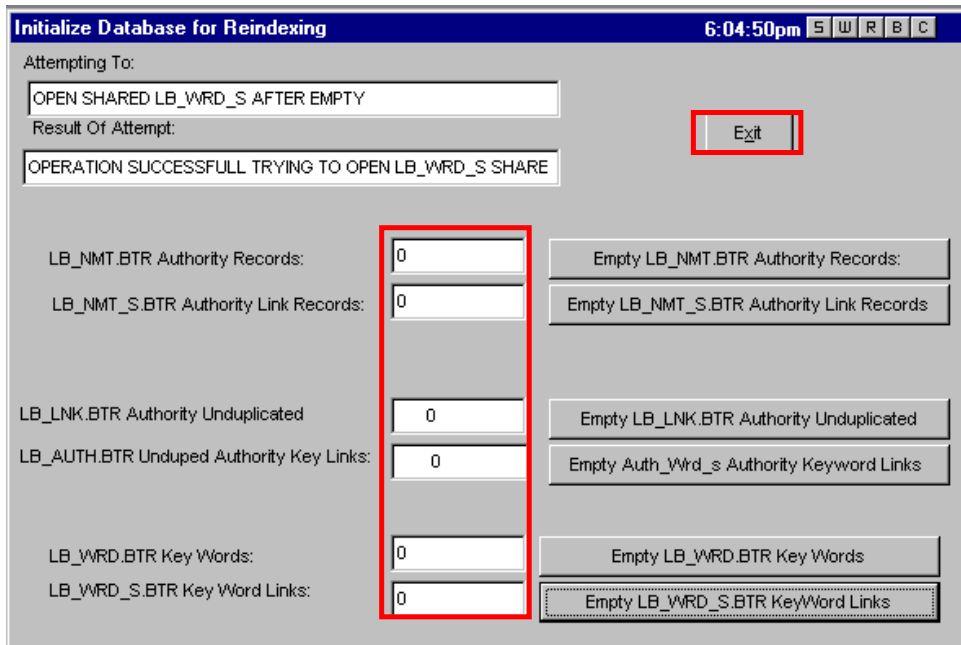 Initialize Database for Reindexing 6:04:50pm S W R B C
Attempting To:
OPEN SHARED LB_WRD_S AFTER EMPTY
Result Of Attempt:
Exit
OPERATION SUCCESSFULL TRYING TO OPEN LB_WRD_S SHARE
LB_NMT.BTR Authority Records: 0 Empty LB_NMT.BTR Authority Records:
LB_NMT_S.BTR Authority Link Records: 0 Empty LB_NMT_S.BTR Authority Link Records
LB_LNK.BTR Authority Unduplicated 0 Empty LB_LNK.BTR Authority Unduplicated
LB_AUTH.BTR Unduped Authority Key Links: 0 Empty Auth_Wrd_s Authority Keyword Links
LB_WRD.BTR Key Words: 0 Empty LB_WRD.BTR Key Words
LB_WRD_S.BTR Key Word Links: 0 Empty LB_WRD_S.BTR KeyWord Links